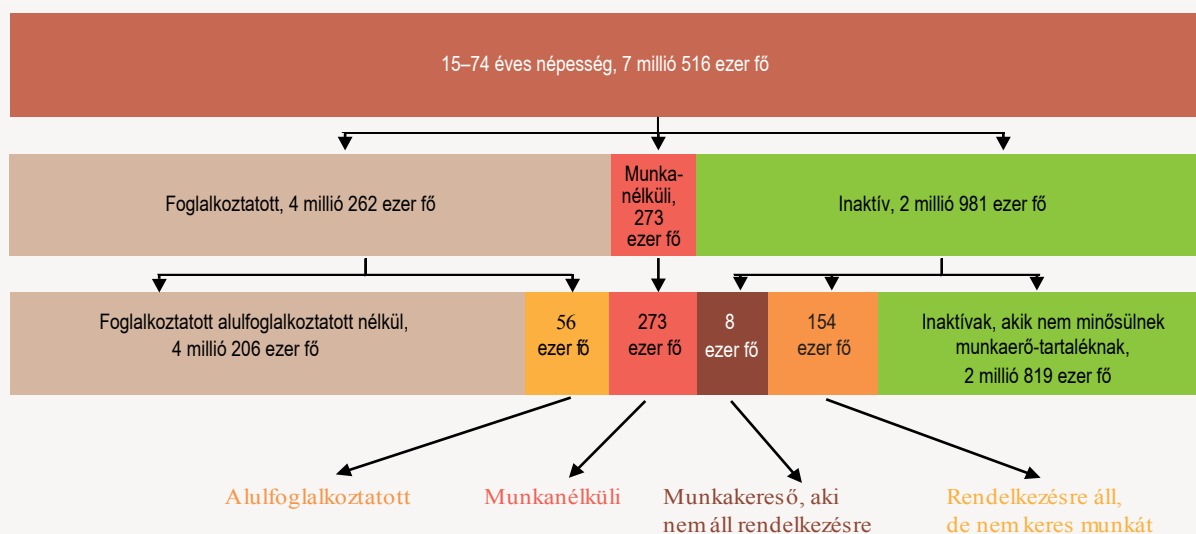 15–74 éves népesség, 7 millió 516 ezer fő
Foglalkoztatott, 4 millió 262 ezer fő
Munka-
nélküli,
273
ezer fő
Inaktív, 2 millió 981 ezer fő
Foglalkoztatott alulfoglalkoztatott nélkül,
4 millió 206 ezer fő
56
ezer fő
273
ezer fő
8
ezer fő
154
ezer fő
Inaktívak, akik nem minősülnek
munkaerő-tartaléknak,
2 millió 819 ezer fő
Alulfoglalkoztatott
Munkanélküli
Munkakereső, aki
nem áll rendelkezésre
Rendelkezésre áll,
de nem keres munkát